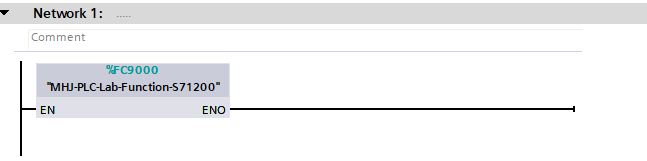 Network 1: .....
Comment
%FC9000
"MHJ-PLC-Lab-Function-S71200"
EN ENO